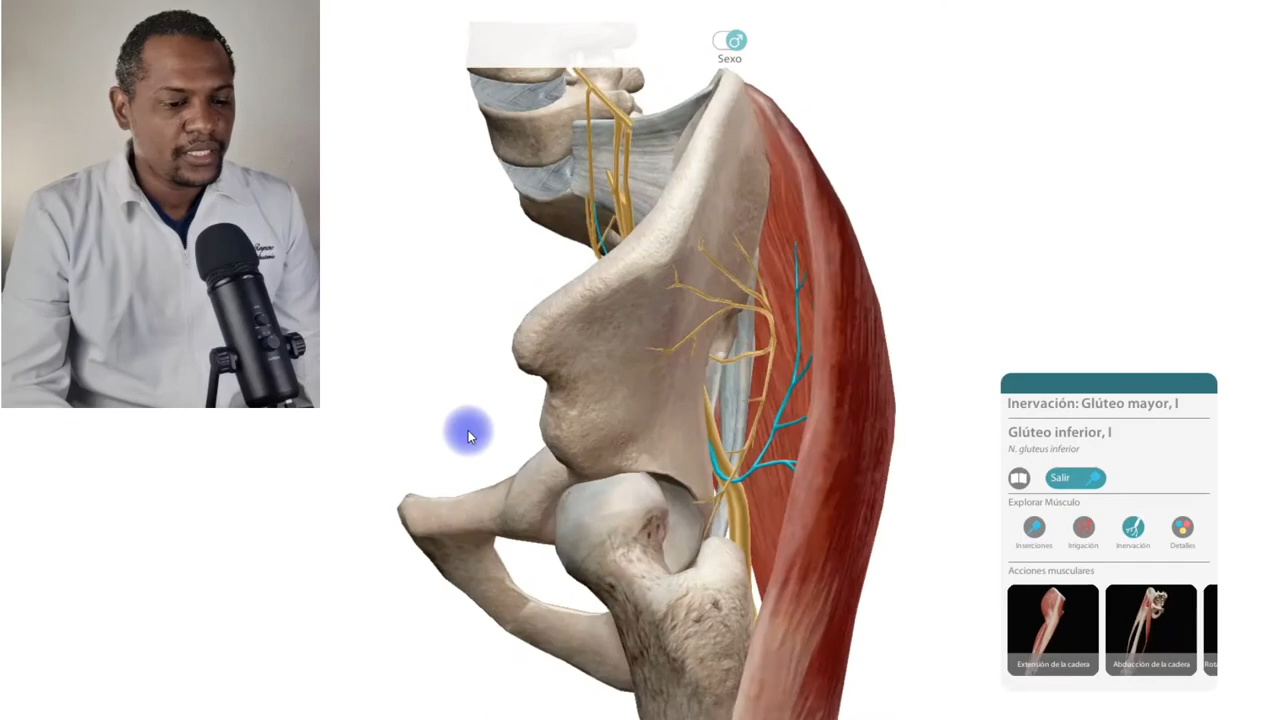 Sexo
Inervación: Glúteo mayor, I
Glúteo inferior, I
N. gluteus inferior
Salir
Explorar Músculo
Inserciones
Irrigación
Inervación
Detalles
Acciones musculares
Extensión de la cadera
Abducción de la cadera
Rota